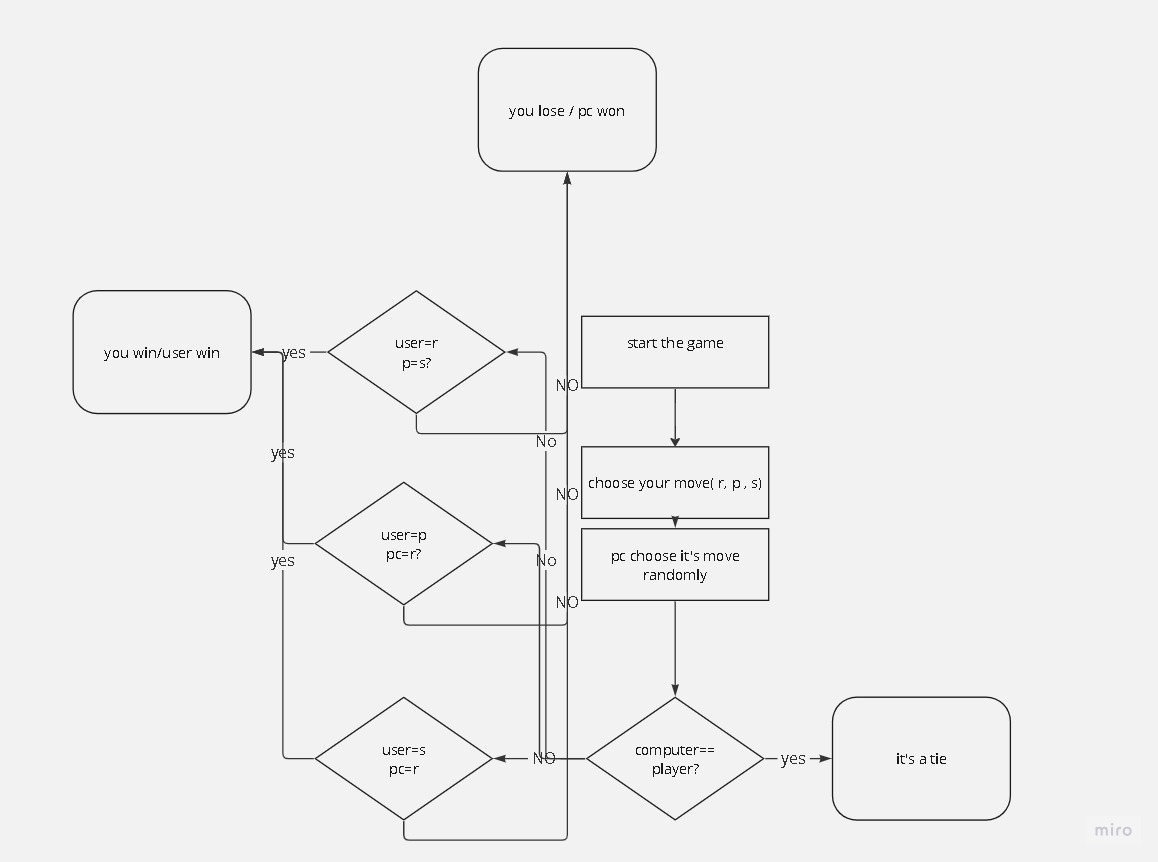 you lose / pc won
you win/user win
yes
user=r
p=s?
start the game
NO
No
yes
choose your move( r, p , s)
NO
user=p
pc=r?
No
yes
pc choose it's move
randomly
NO
user=s
pc=r
NO
computer==
player?
yes
it's a tie
miro